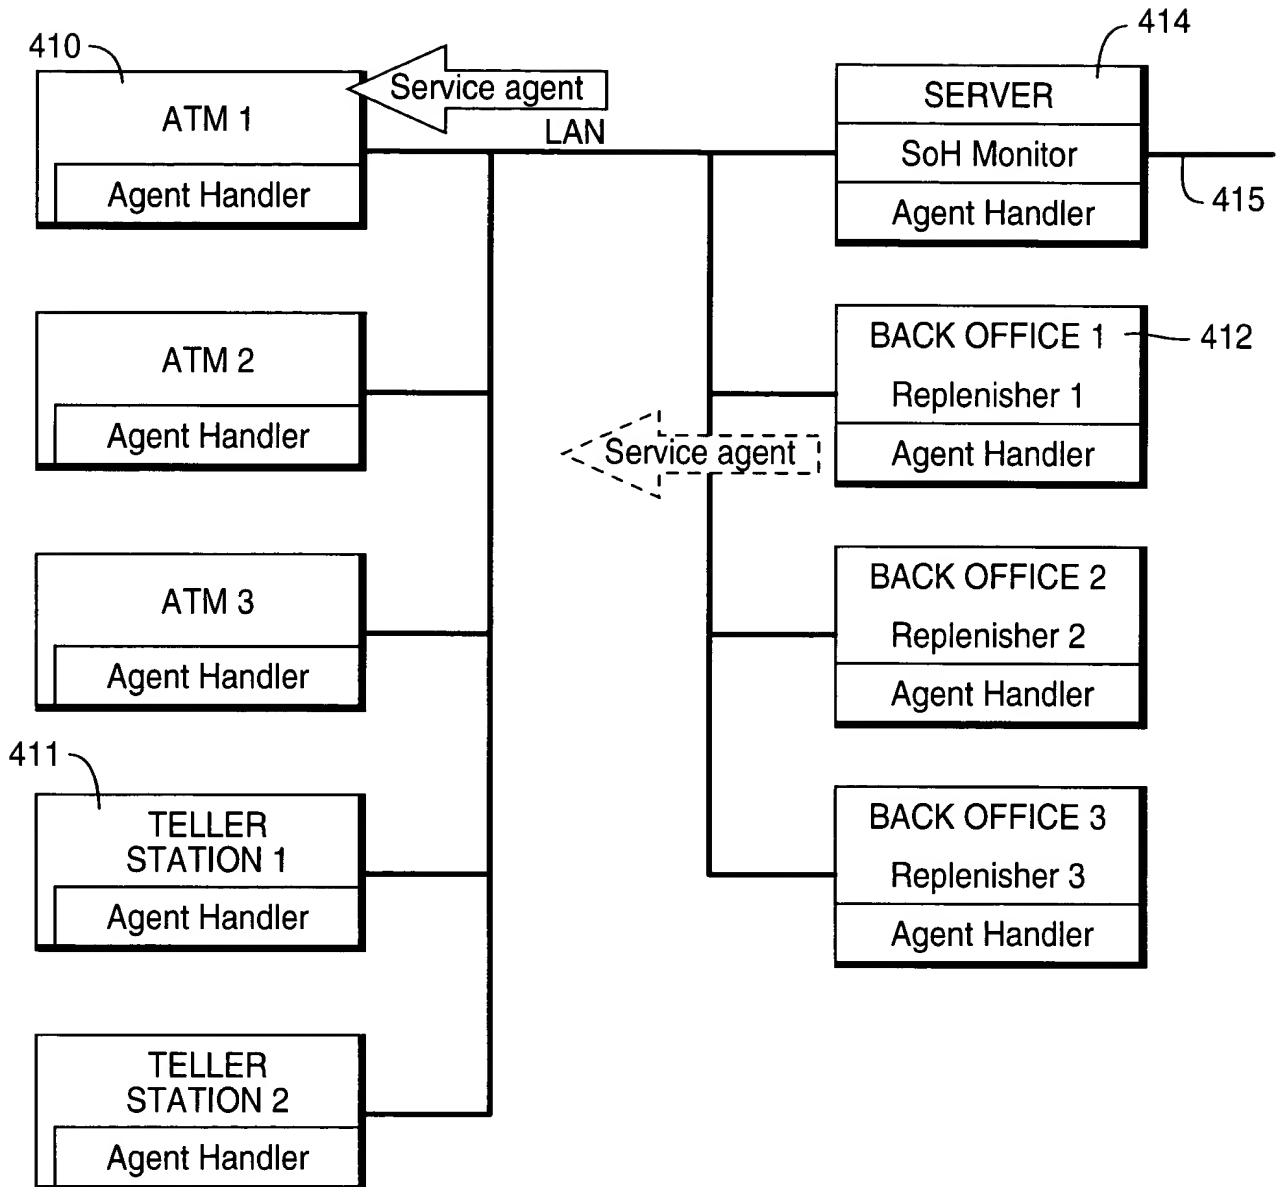 410
ATM 1
Agent Handler
Service agent
LAN
414
SERVER
SoH Monitor
Agent Handler
415
ATM 2
Agent Handler
BACK OFFICE 1
Replenisher 1
Agent Handler
412
Service agent
ATM 3
Agent Handler
BACK OFFICE 2
Replenisher 2
Agent Handler
411
TELLER
STATION 1
Agent Handler
BACK OFFICE 3
Replenisher 3
Agent Handler
TELLER
STATION 2
Agent Handler